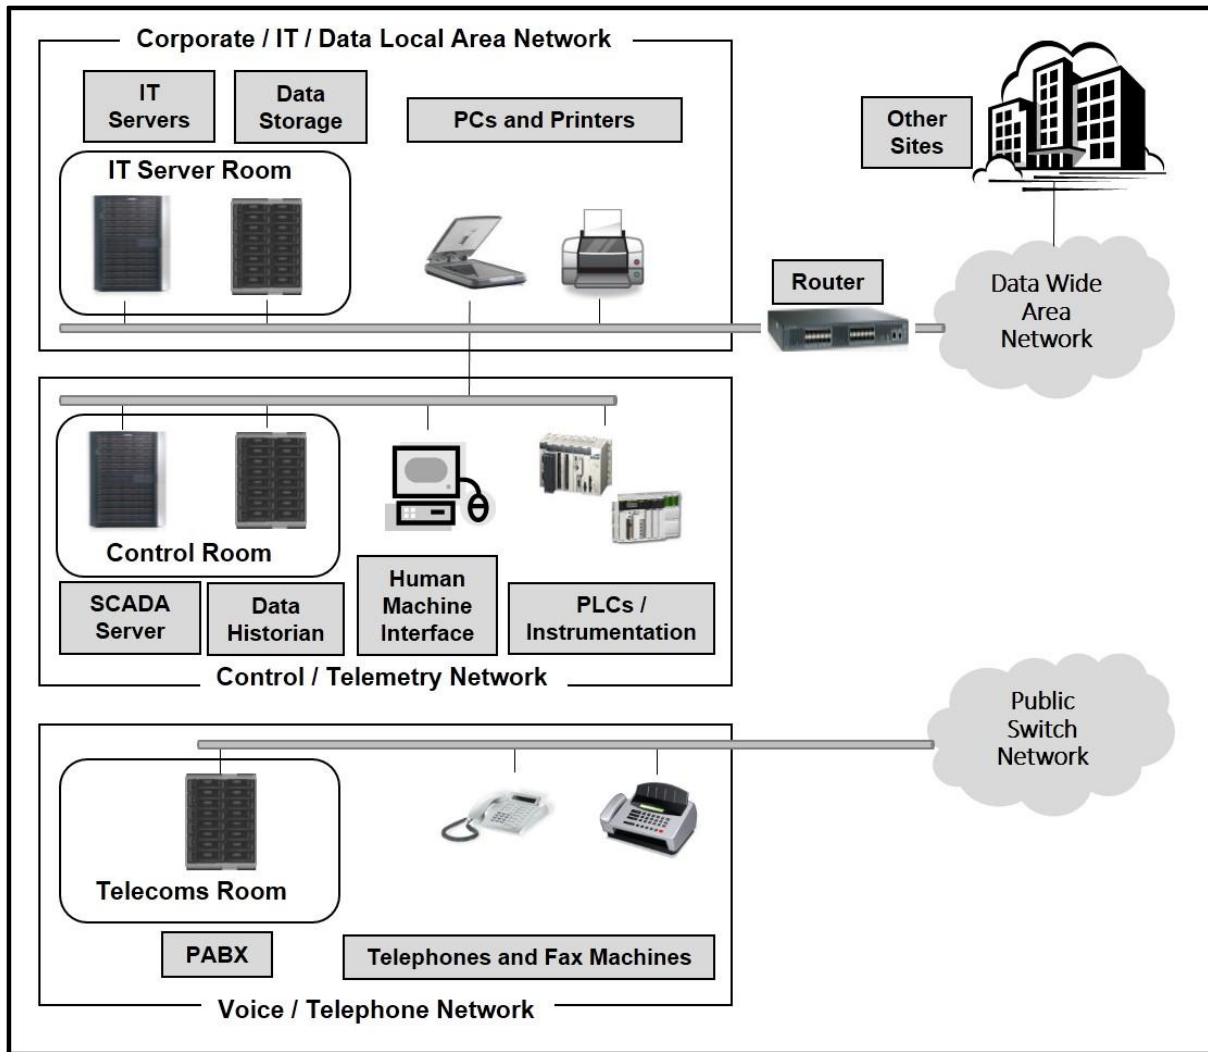 Corporate / IT / Data Local Area Network
IT
Servers
Data
Storage
PCs and Printers
Other
Sites
IT Server Room
Router
Data Wide
Area
Network
Control Room
SCADA
Server
Data
Historian
Human
Machine
Interface
PLCs /
Instrumentation
Control / Telemetry Network
Public
Switch
Network
Telecoms Room
PABX
Telephones and Fax Machines
Voice / Telephone Network